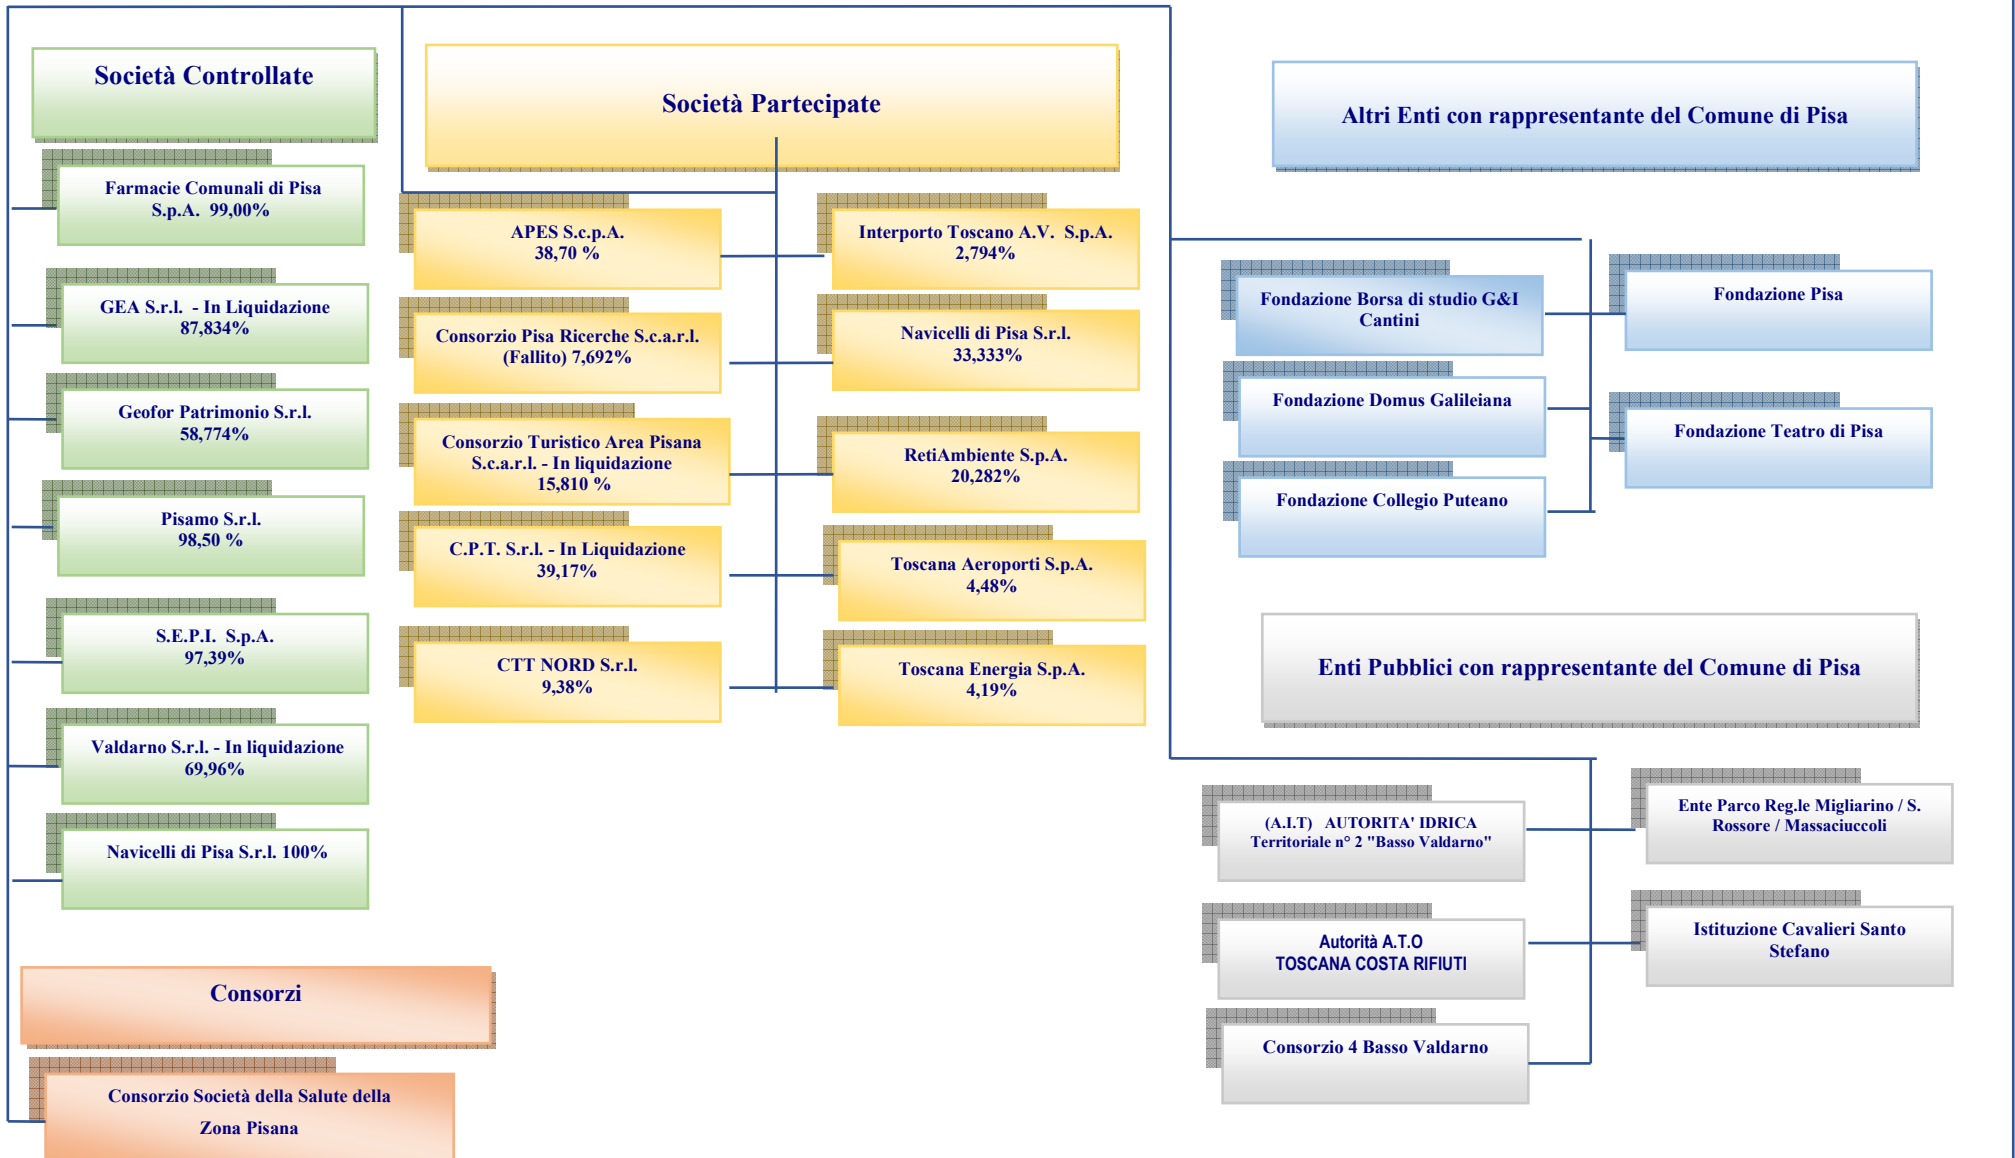 Società Controllate
Farmacie Comunali di Pisa
S.p.A. 99,00%
GEA S.r.l. - In Liquidazione
87,834%
Geofor Patrimonio S.r.l.
58,774%
Pisamo S.r.l.
98,50 %
S.E.P.I. S.p.A.
97,39%
Valdarno S.r.l. - In liquidazione
69,96%
Navicelli di Pisa S.r.l. 100%
Consorzi
Consorzio Società della Salute della
Zona Pisana
Società Partecipate
APES S.c.p.A.
38,70 %
Interporto Toscano A.V. S.p.A.
2,794%
Consorzio Pisa Ricerche S.c.a.r.l.
(Fallito) 7,692%
Navicelli di Pisa S.r.l.
33,333%
Consorzio Turistico Area Pisana
S.c.a.r.l. - In liquidazione
15,810 %
RetiAmbiente S.p.A.
20,282%
C.P.T. S.r.l. - In Liquidazione
39,17%
Toscana Aeroporti S.p.A.
4,48%
CTT NORD S.r.l.
9,38%
Toscana Energia S.p.A.
4,19%
Altri Enti con rappresentante del Comune di Pisa
Fondazione Borsa di studio G&I
Cantini
Fondazione Pisa
Fondazione Domus Galileiana
Fondazione Teatro di Pisa
Fondazione Collegio Puteano
Enti Pubblici con rappresentante del Comune di Pisa
(A.I.T) AUTORITA' IDRICA
Territoriale n° 2 "Basso Valdarno"
Ente Parco Reg.le Migliarino / S.
Rossore / Massaciuccoli
Autorità A.T.O
TOSCANA COSTA RIFIUTI
Istituzione Cavalieri Santo
Stefano
Consorzio 4 Basso Valdarno